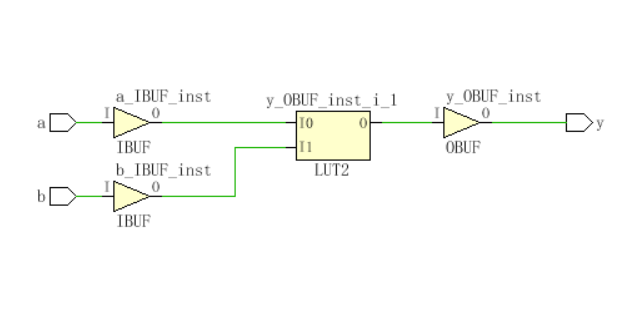 a_IBUF_inst
y_OBUF_inst_i_1
y_OBUF_inst
a
I
O
I0
O
I
O
y
IBUF
I1
OBUF
b_IBUF_inst
LUT2
b
I
O
IBUF